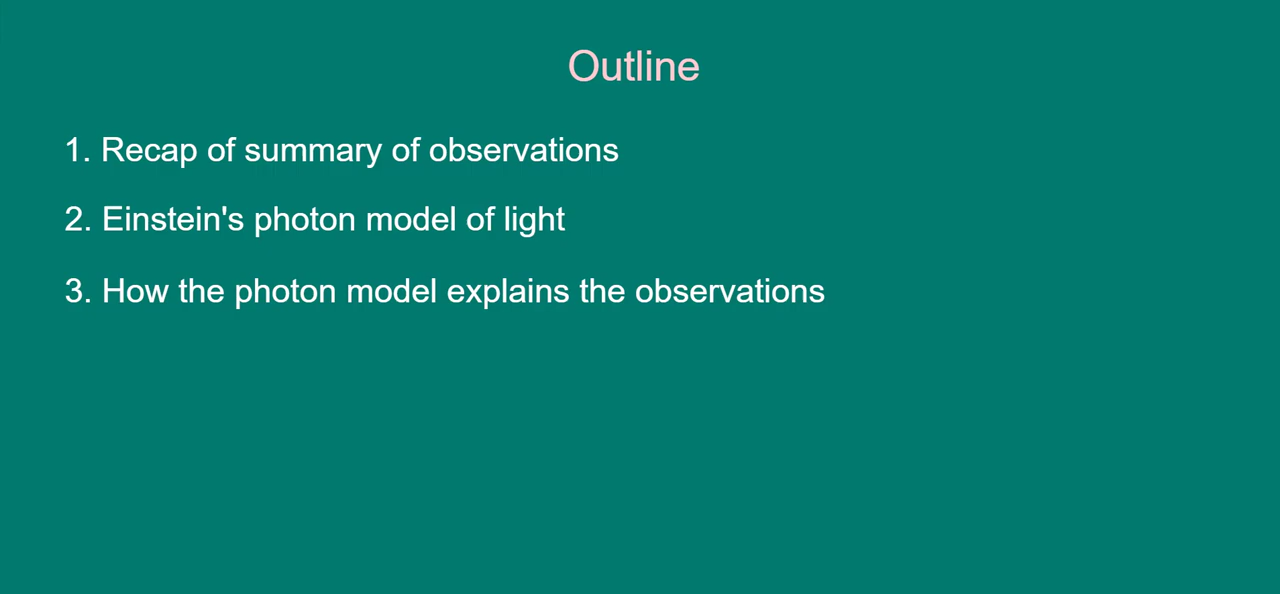 Outline
1. Recap of summary of observations
2. Einstein's photon model of light
3. How the photon model explains the observations